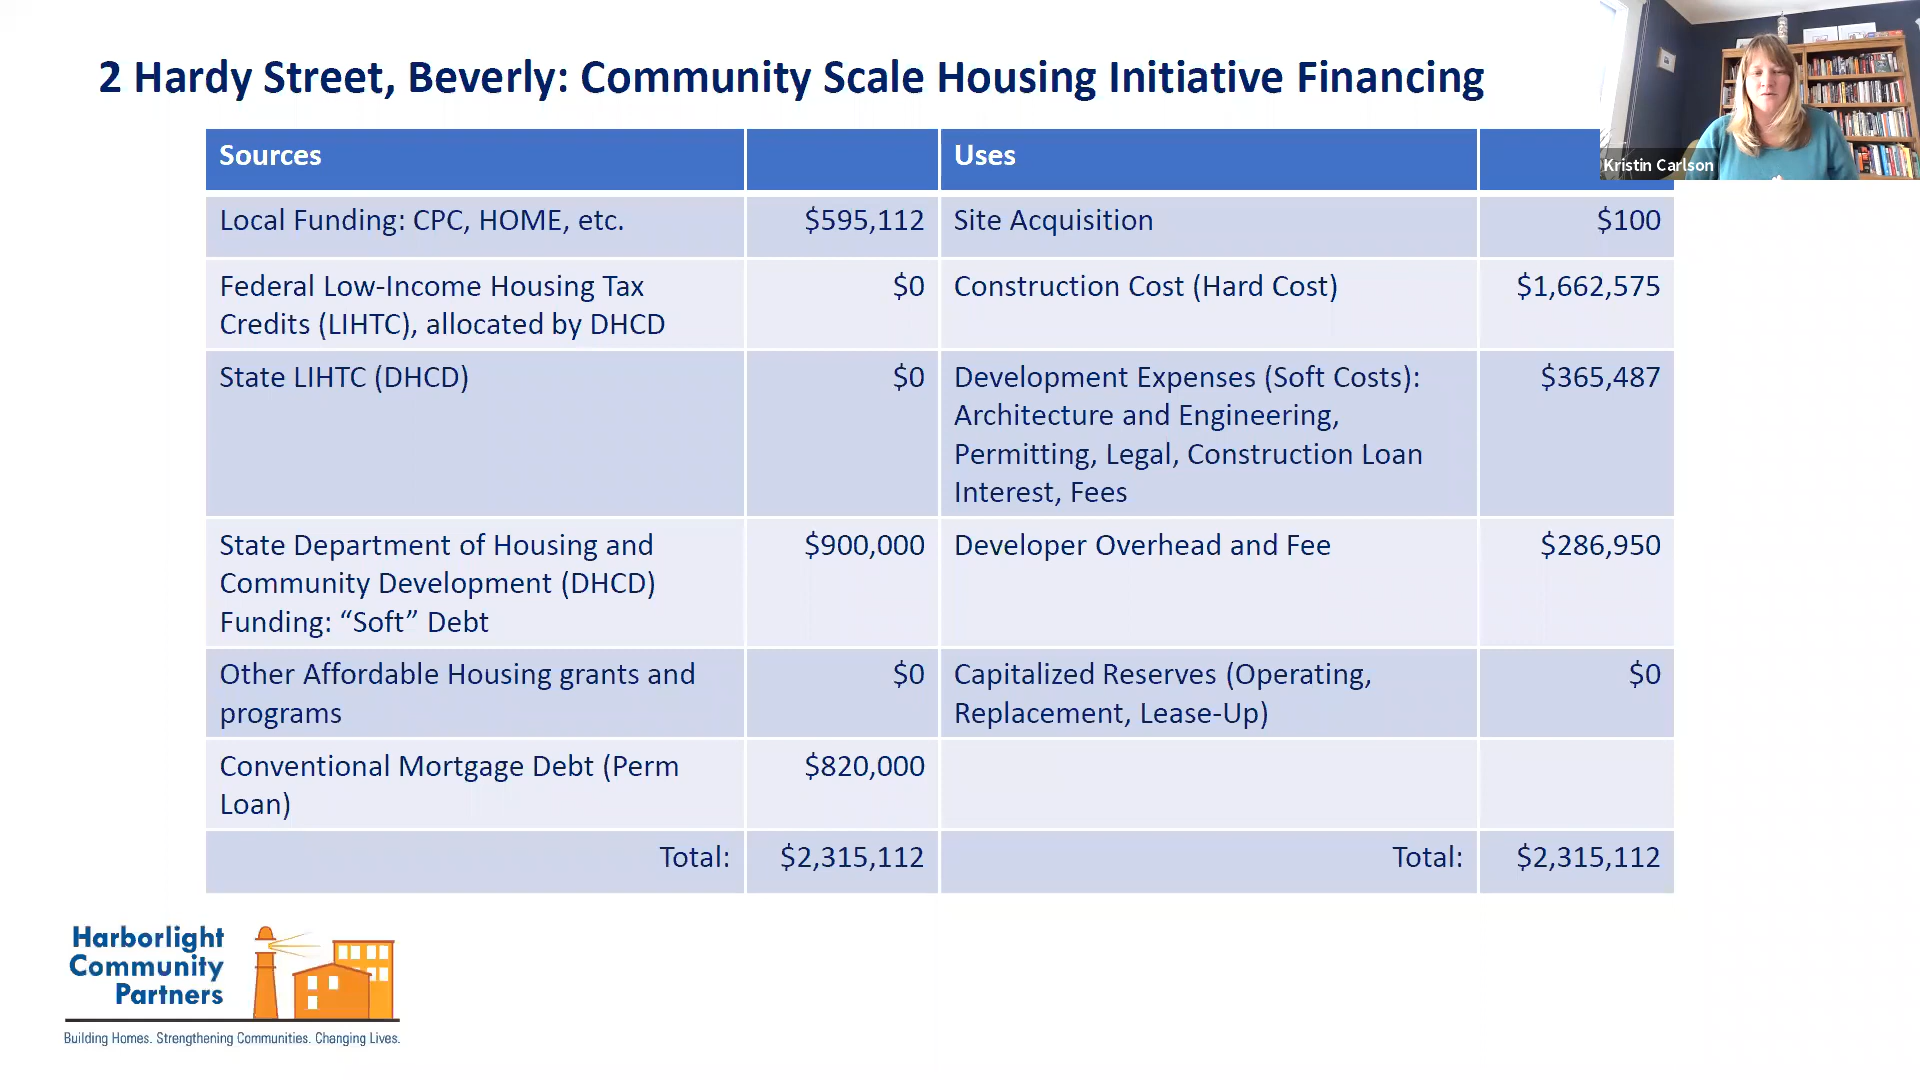 2 Hardy Street, Beverly: Community Scale Housing Initiative Financing
Kristin Carlson
Sources Uses
Local Funding: CPC, HOME, etc. $595,112 Site Acquisition $100
Federal Low-Income Housing Tax $0 Construction Cost (Hard Cost) $1,662,575
Credits (LIHTC), allocated by DHCD
State LIHTC (DHCD) $0 Development Expenses (Soft Costs): $365,487
Architecture and Engineering,
Permitting, Legal, Construction Loan
Interest, Fees
State Department of Housing and $900,000 Developer Overhead and Fee $286,950
Community Development (DHCD)
Funding: “Soft” Debt
Other Affordable Housing grants and $0 Capitalized Reserves (Operating, $0
programs Replacement, Lease-Up)
Conventional Mortgage Debt (Perm $820,000
Loan)
Total: $2,315,112 Total: $2,315,112
Harborlight
Community
Partners
Building Homes. Strengthening Communities. Changing Lives.